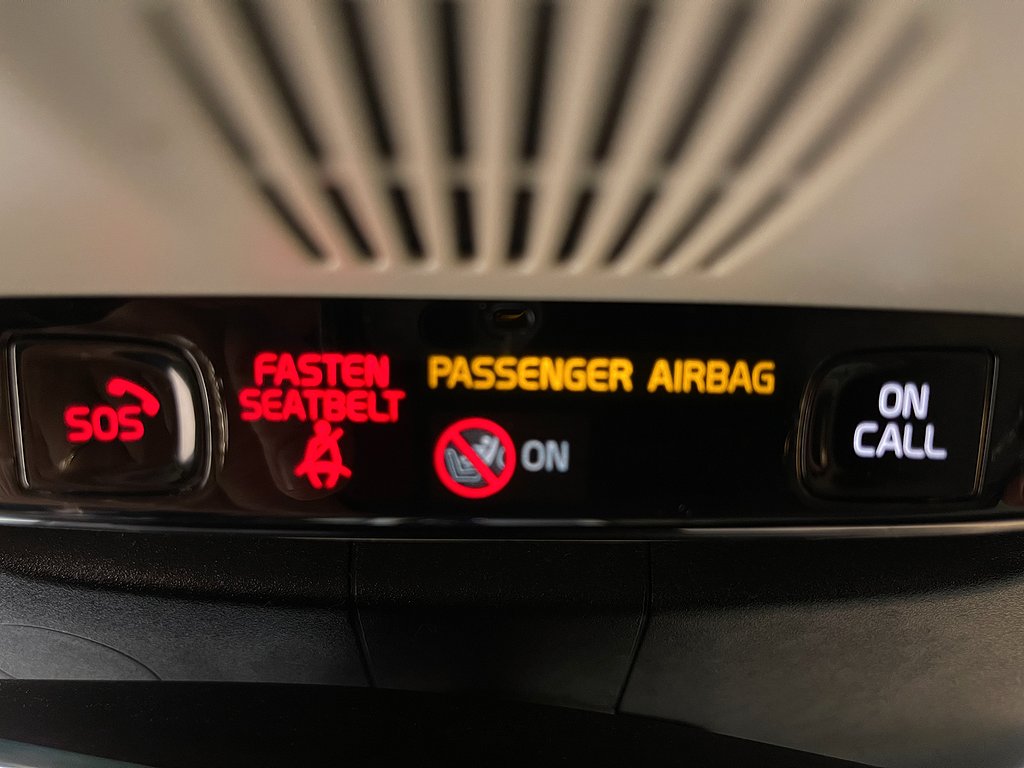 SOS
FASTEN
SEATBELT
PASSENGER AIRBAG
ON
ON
CALL